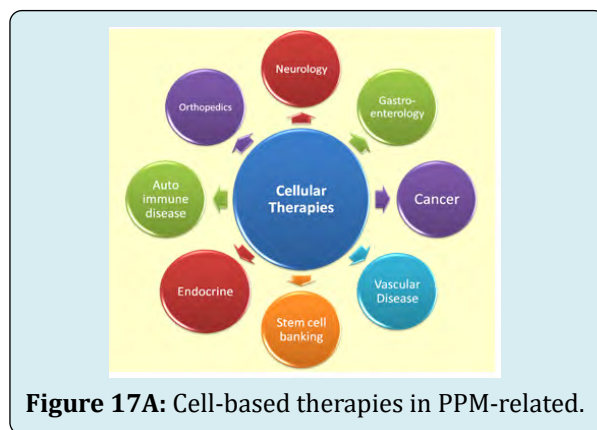 Neurology
Gastro-
enterology
Cancer
Vascular
Disease
Stem cell
banking
Endocrine
Auto
immune
disease
Orthopedics
Cellular
Therapies
Figure 17A: Cell-based therapies in PPM-related.